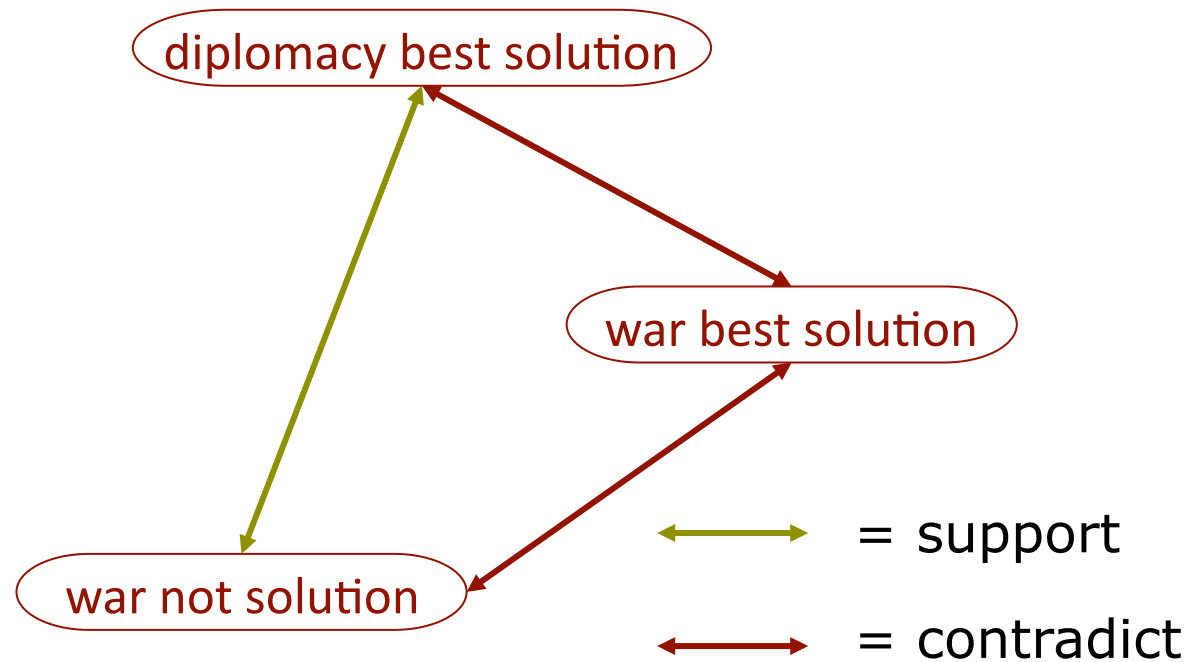 diplomacy best solution
war best solution
war not solution
= support
= contradict